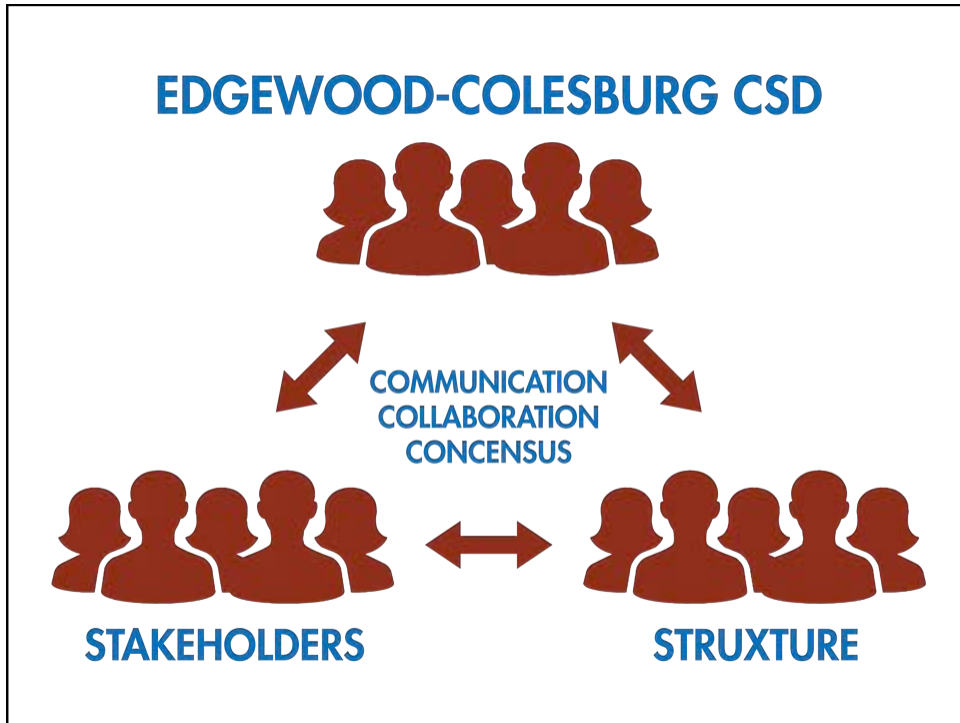 EDGEWOOD-COLESBURG CSD
COMMUNICATION
COLLABORATION
CONCENSUS
STAKEHOLDERS
STRUXTURE